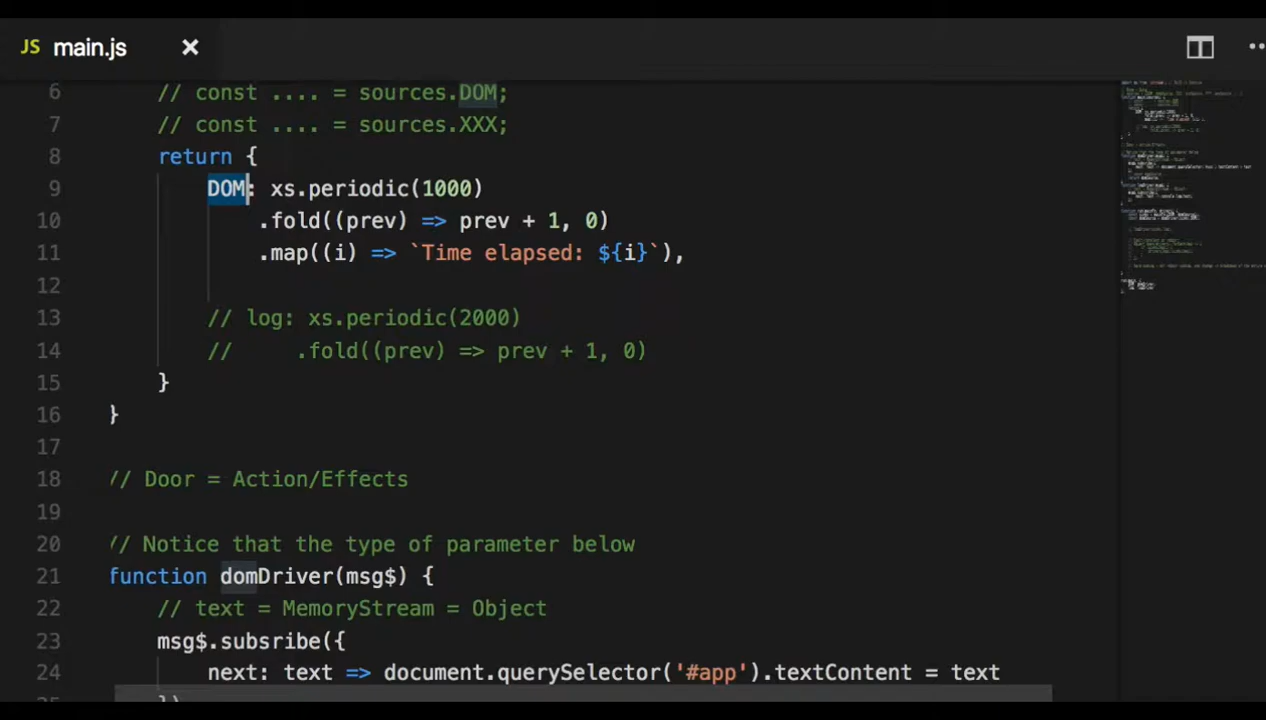 JS main.js ×
6 // const .... = sources.DOM;
7 // const .... = sources.XXX;
8 return {
9 DOM: xs.periodic(1000)
10 .fold((prev) => prev + 1, 0)
11 .map((i) => `Time elapsed: ${i}`),
12
13 // log: xs.periodic(2000)
14 // .fold((prev) => prev + 1, 0)
15 }
16 }
17
18 // Door = Action/Effects
19
20 // Notice that the type of parameter below
21 function domDriver(msg$) {
22 // text = MemoryStream = Object
23 msg$.subsribe({
24 next: text => document.querySelector('#app').textContent = text